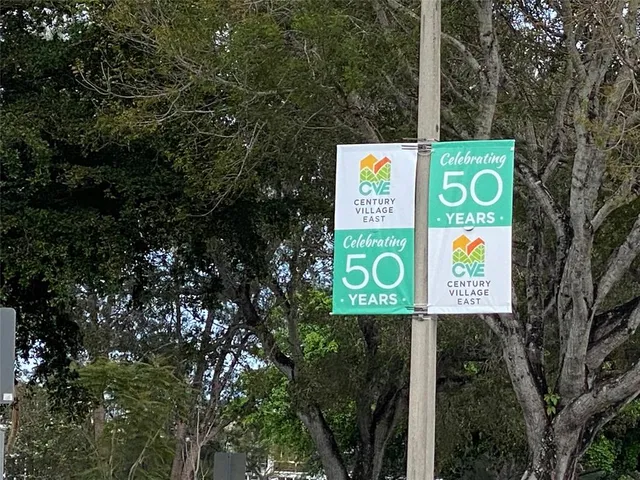 CVE
CENTURY
VILLAGE
EAST
Celebrating
50
• YEARS •
Celebrating
50
• YEARS •
CVE
CENTURY
VILLAGE
EAST